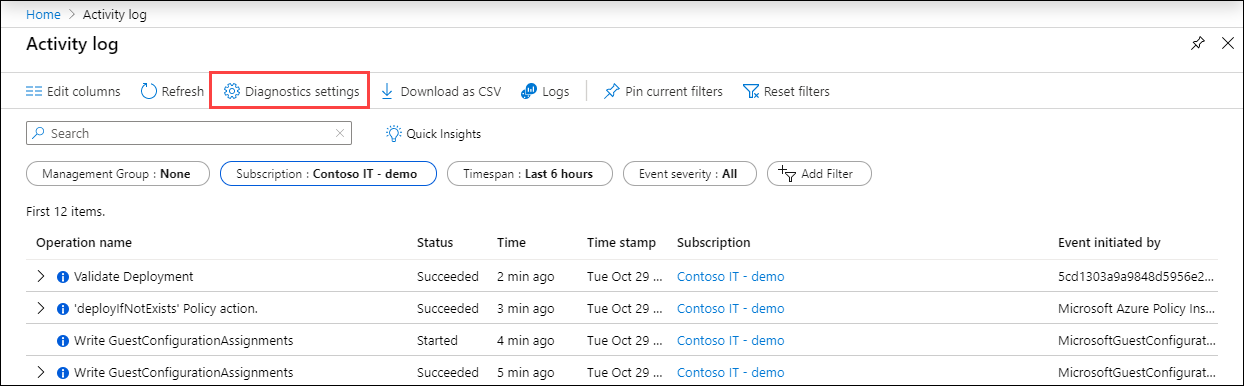 Home > Activity log
Activity log
Edit columns Refresh Diagnostics settings Download as CSV Logs Pin current filters Reset filters
Search Quick Insights
Management Group : None Subscription : Contoso IT - demo Timespan : Last 6 hours Event severity : All Add Filter
First 12 items.
Operation name Status Time Time stamp Subscription Event initiated by
Validate Deployment Succeeded 2 min ago Tue Oct 29 ... Contoso IT - demo 5cd1303a9a9848d5956e2...
'deployIfNotExists' Policy action. Succeeded 3 min ago Tue Oct 29 ... Contoso IT - demo Microsoft Azure Policy Ins...
Write GuestConfigurationAssignments Started 4 min ago Tue Oct 29 ... Contoso IT - demo MicrosoftGuestConfigurat...
Write GuestConfigurationAssignments Succeeded 5 min ago Tue Oct 29 ... Contoso IT - demo MicrosoftGuestConfigurat...